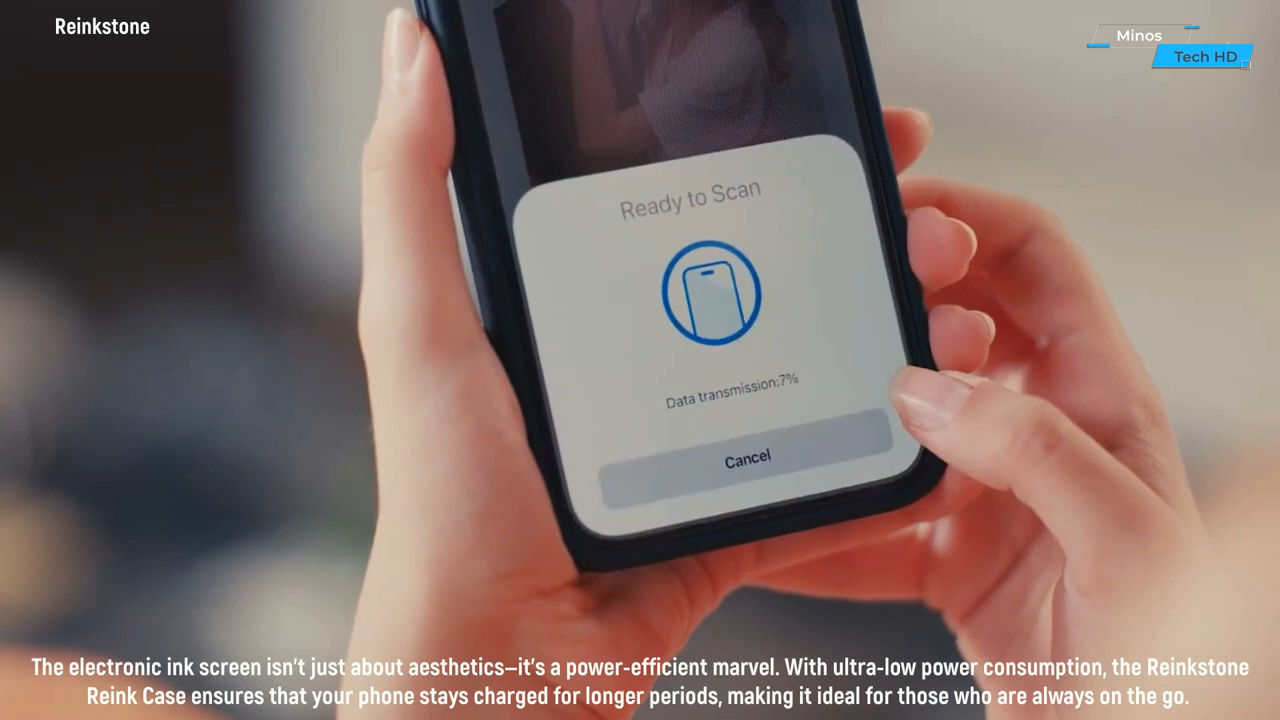 Reinkstone
Minos
Tech HD
Ready to Scan
Data transmission:7%
Cancel
The electronic ink screen isn't just about aesthetics—it's a power-efficient marvel. With ultra-low power consumption, the Reinkstone
Reink Case ensures that your phone stays charged for longer periods, making it ideal for those who are always on the go.